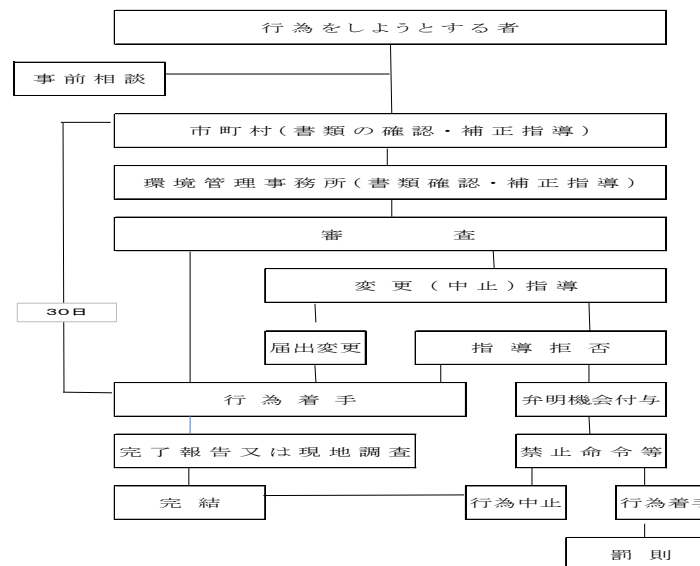 行為をしようとする者
事前相談
市町村(書類の確認・補正指導)
環境管理事務所(書類確認・補正指導)
審査
変更(中止)指導
30日
届出変更
指導拒否
行為着手
弁明機会付与
完了報告又は現地調査
禁止命令等
完結
行為中止
行為着手
罰則